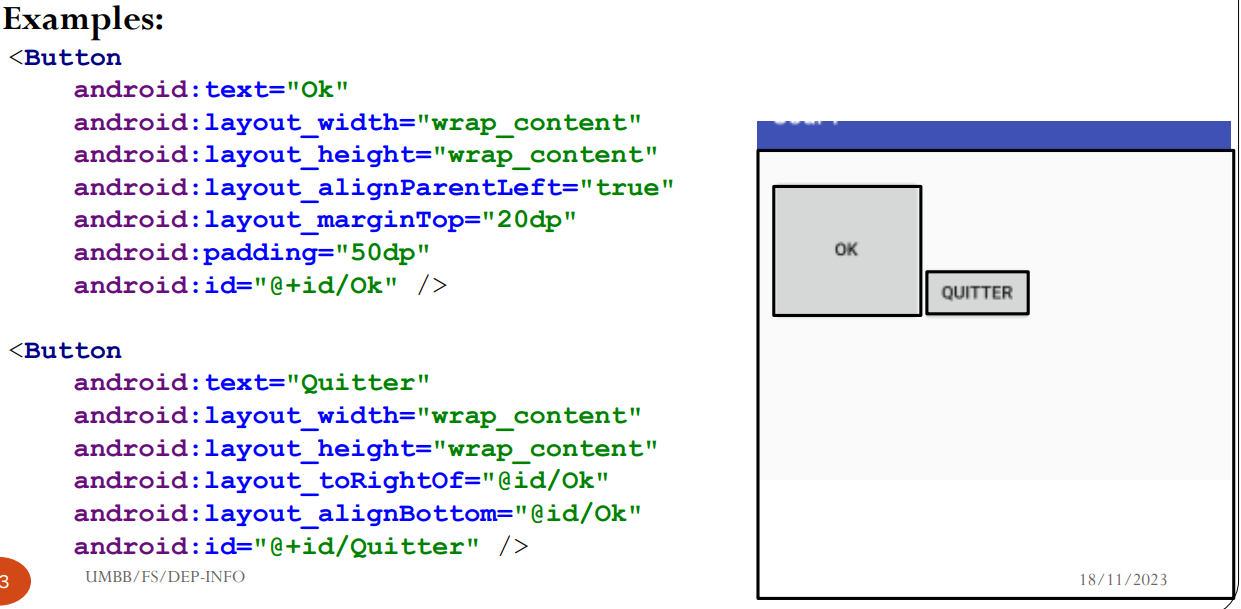 Examples:
<Button
android:text="Ok"
android:layout_width="wrap_content"
android:layout_height="wrap_content"
android:layout_alignParentLeft="true"
android:layout_marginTop="20dp"
android:padding="50dp"
android:id="@+id/Ok" />
<Button
android:text="Quitter"
android:layout_width="wrap_content"
android:layout_height="wrap_content"
android:layout_toRightOf="@id/Ok"
android:layout_alignBottom="@id/Ok"
android:id="@+id/Quitter" />
OK
QUITTER
3
UMBB/FS/DEP-INFO
18/11/2023